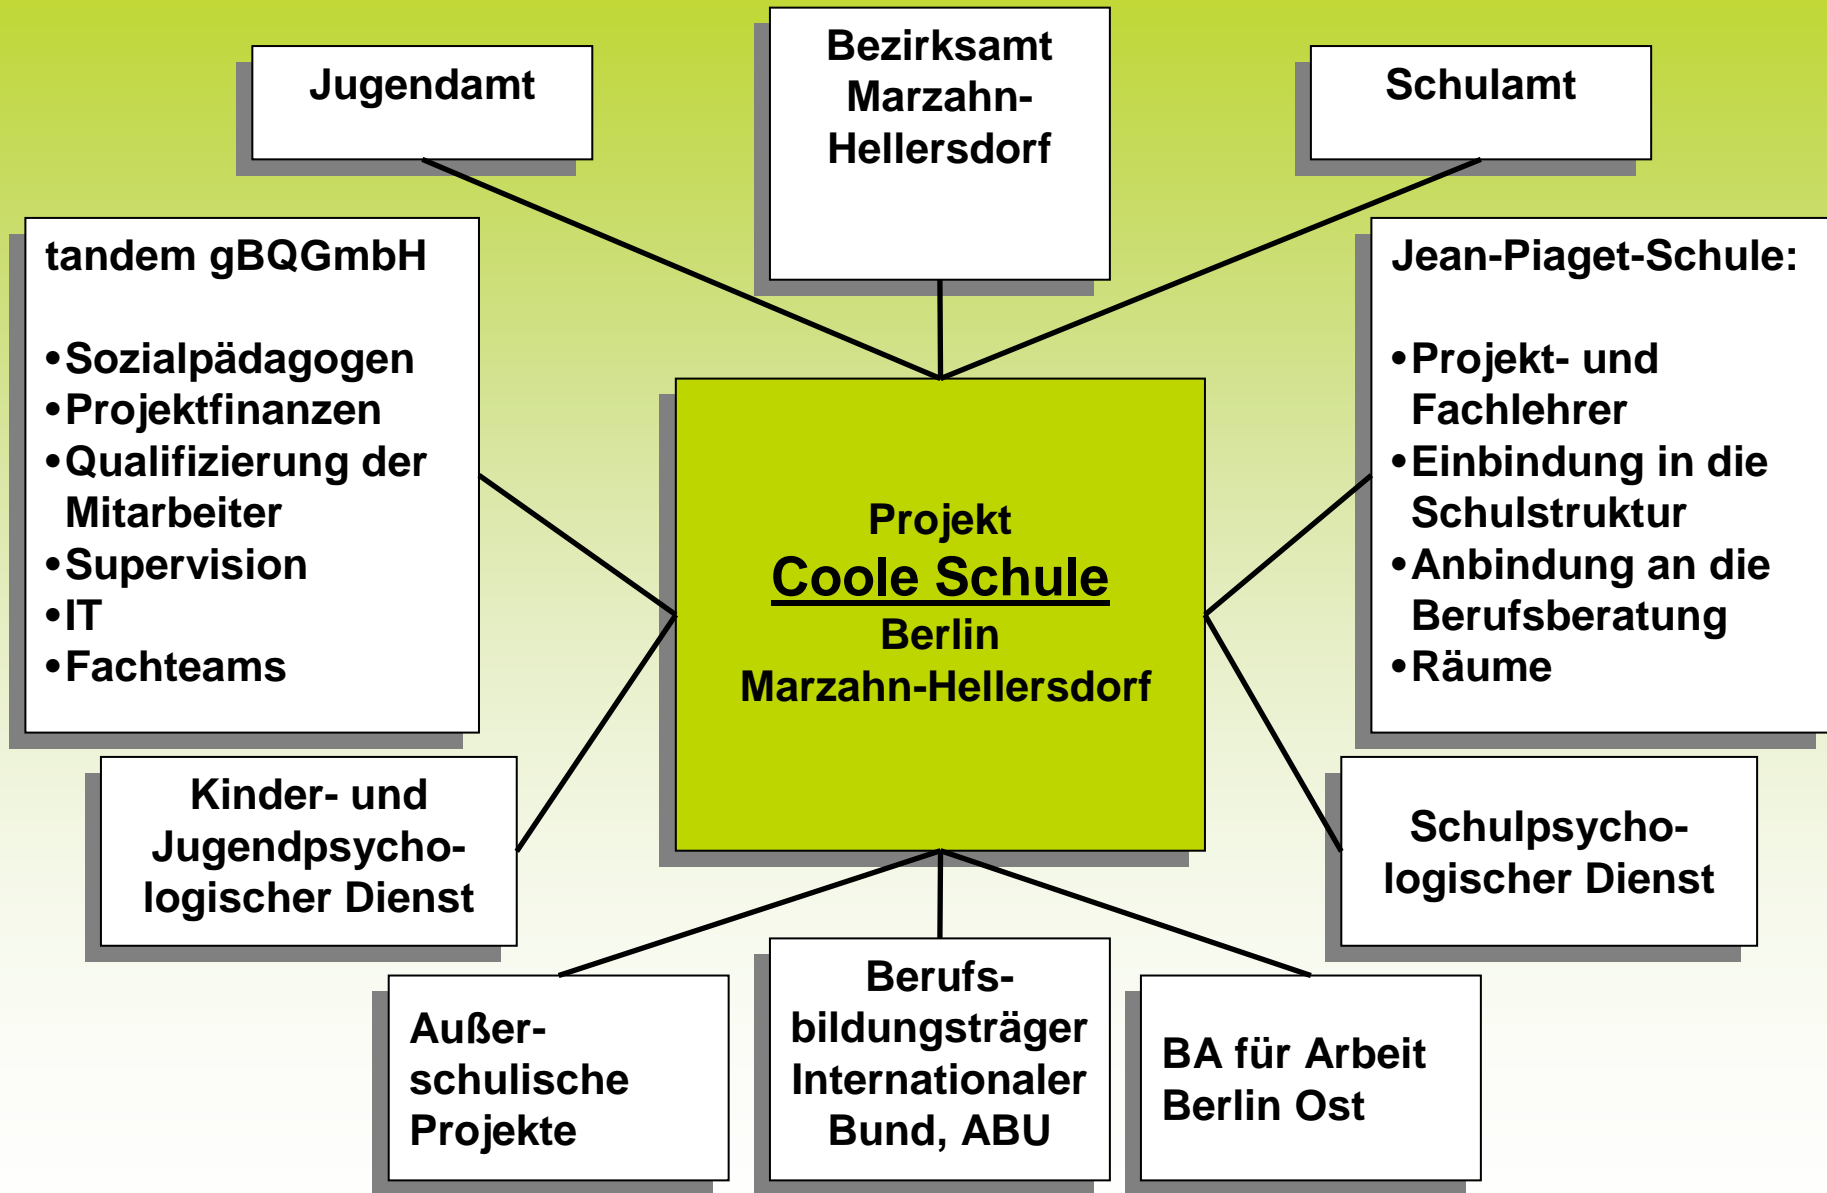 Jugendamt
Bezirksamt
Marzahn-
Hellersdorf
Schulamt
tandem gBQGmbH
•Sozialpädagogen
•Projektfinanzen
•Qualifizierung der
Mitarbeiter
•Supervision
•IT
•Fachteams
Projekt
Coole Schule
Berlin
Marzahn-Hellersdorf
Jean-Piaget-Schule:
•Projekt- und
Fachlehrer
•Einbindung in die
Schulstruktur
•Anbindung an die
Berufsberatung
•Räume
Kinder- und
Jugendpsycho-
logischer Dienst
Schulpsycho-
logischer Dienst
Außer-
schulische
Projekte
Berufs-
bildungsträger
Internationaler
Bund, ABU
BA für Arbeit
Berlin Ost